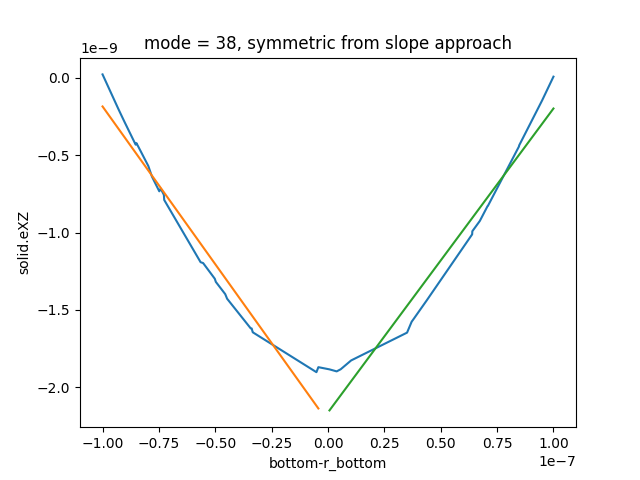 mode = 38, symmetric from slope approach
1e−9
0.0
−0.5
−1.0
−1.5
−2.0
solid.eXZ
−1.00 −0.75 −0.50 −0.25 0.00 0.25 0.50 0.75 1.00
1e−7
bottom-r_bottom